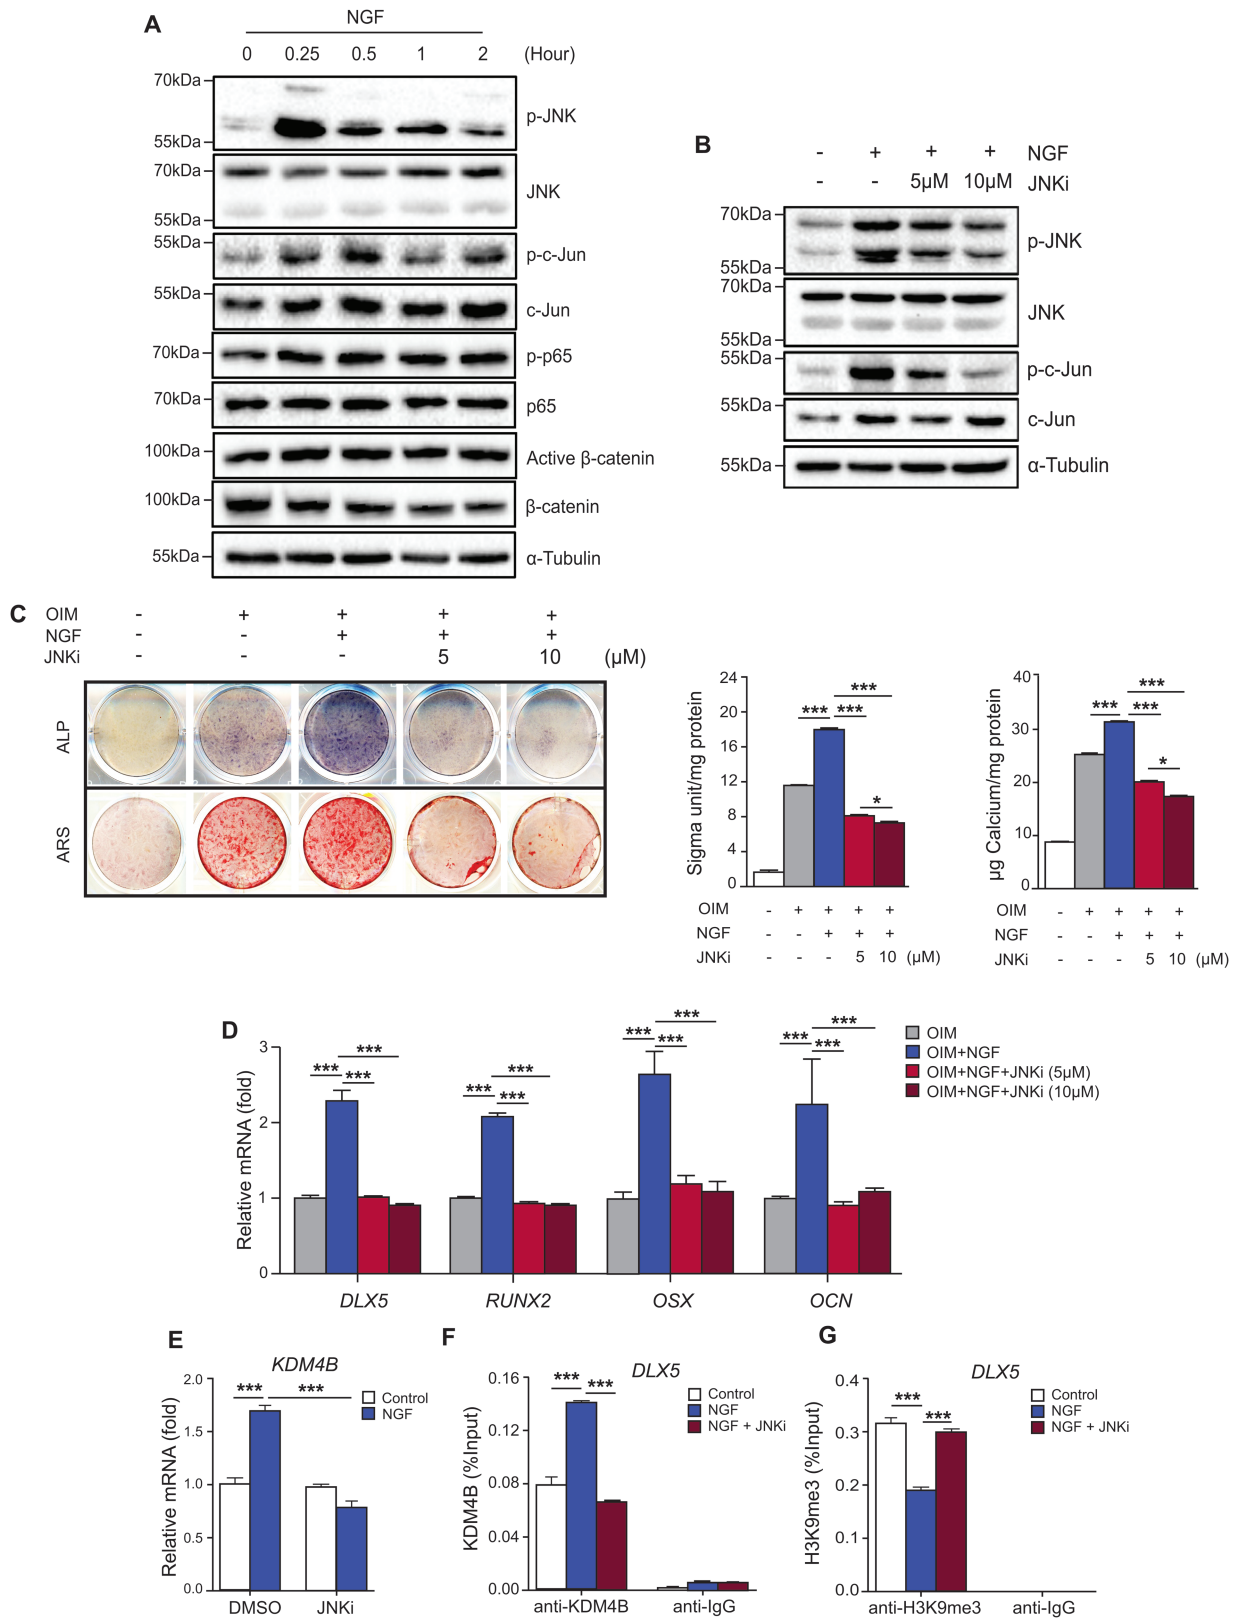 A
NGF
0 0.25 0.5 1 2 (Hour)
70kDa
p-JNK
55kDa
70kDa
JNK
55kDa
55kDa
p-c-Jun
55kDa
c-Jun
70kDa
p-p65
70kDa
p65
100kDa
Active β-catenin
100kDa
β-catenin
55kDa
α-Tubulin
B
- + + + NGF
- - 5µM 10µM JNKi
70kDa
p-JNK
55kDa
70kDa
JNK
55kDa
55kDa
p-c-Jun
55kDa
c-Jun
55kDa
α-Tubulin
C
OIM - + + + +
NGF - - + + +
JNKi - - - 5 10 (µM)
ALP
ARS
Sigma unit/mg protein
24
20
16
12
8
4
0
***
***
***
*
OIM - + + + +
NGF - - + + +
JNKi - - - 5 10 (µM)
µg Calcium/mg protein
40
30
20
10
0
***
***
***
*
OIM - + + + +
NGF - - + + +
JNKi - - - 5 10 (µM)
D
Relative mRNA (fold)
3
2
1
0
***
***
***
***
***
***
***
***
***
***
***
***
OIM
OIM+NGF
OIM+NGF+JNKi (5µM)
OIM+NGF+JNKi (10µM)
DLX5 RUNX2 OSX OCN
E
KDM4B
Relative mRNA (fold)
2.0
1.5
1.0
0.5
0.0
*** ***
Control
NGF
DMSO JNKi
F
DLX5
KDM4B (%Input)
0.16
0.12
0.08
0.04
0.00
***
***
Control
NGF
NGF + JNKi
anti-KDM4B anti-IgG
G
DLX5
H3K9me3 (%Input)
0.4
0.3
0.2
0.1
0.0
***
***
Control
NGF
NGF + JNKi
anti-H3K9me3 anti-IgG